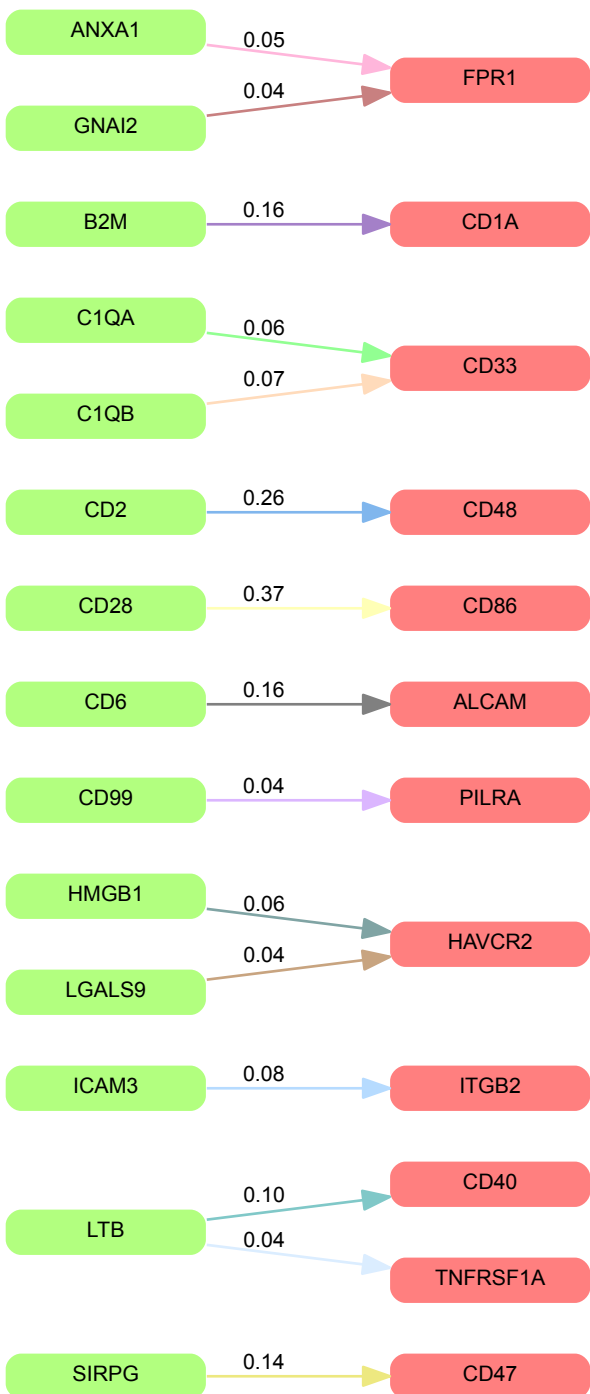 ANXA1
0.05
FPR1
0.04
GNAI2
B2M
0.16
CD1A
C1QA
0.06
CD33
0.07
C1QB
CD2
0.26
CD48
CD28
0.37
CD86
CD6
0.16
ALCAM
CD99
0.04
PILRA
HMGB1
0.06
HAVCR2
0.04
LGALS9
ICAM3
0.08
ITGB2
CD40
0.10
LTB
0.04
TNFRSF1A
SIRPG
0.14
CD47